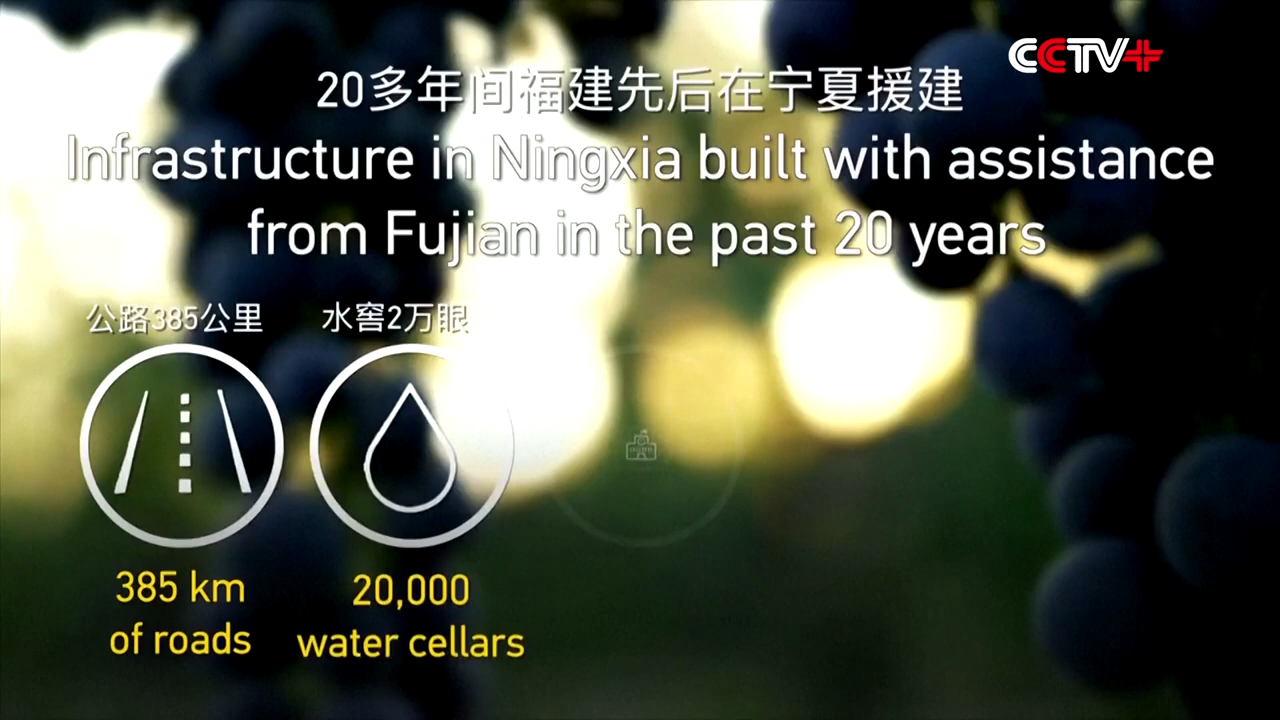 CCTV+
20多年间福建先后在宁夏援建
Infrastructure in Ningxia built with assistance
from Fujian in the past 20 years
公路385公里
水窖2万眼
385 km
of roads
20,000
water cellars